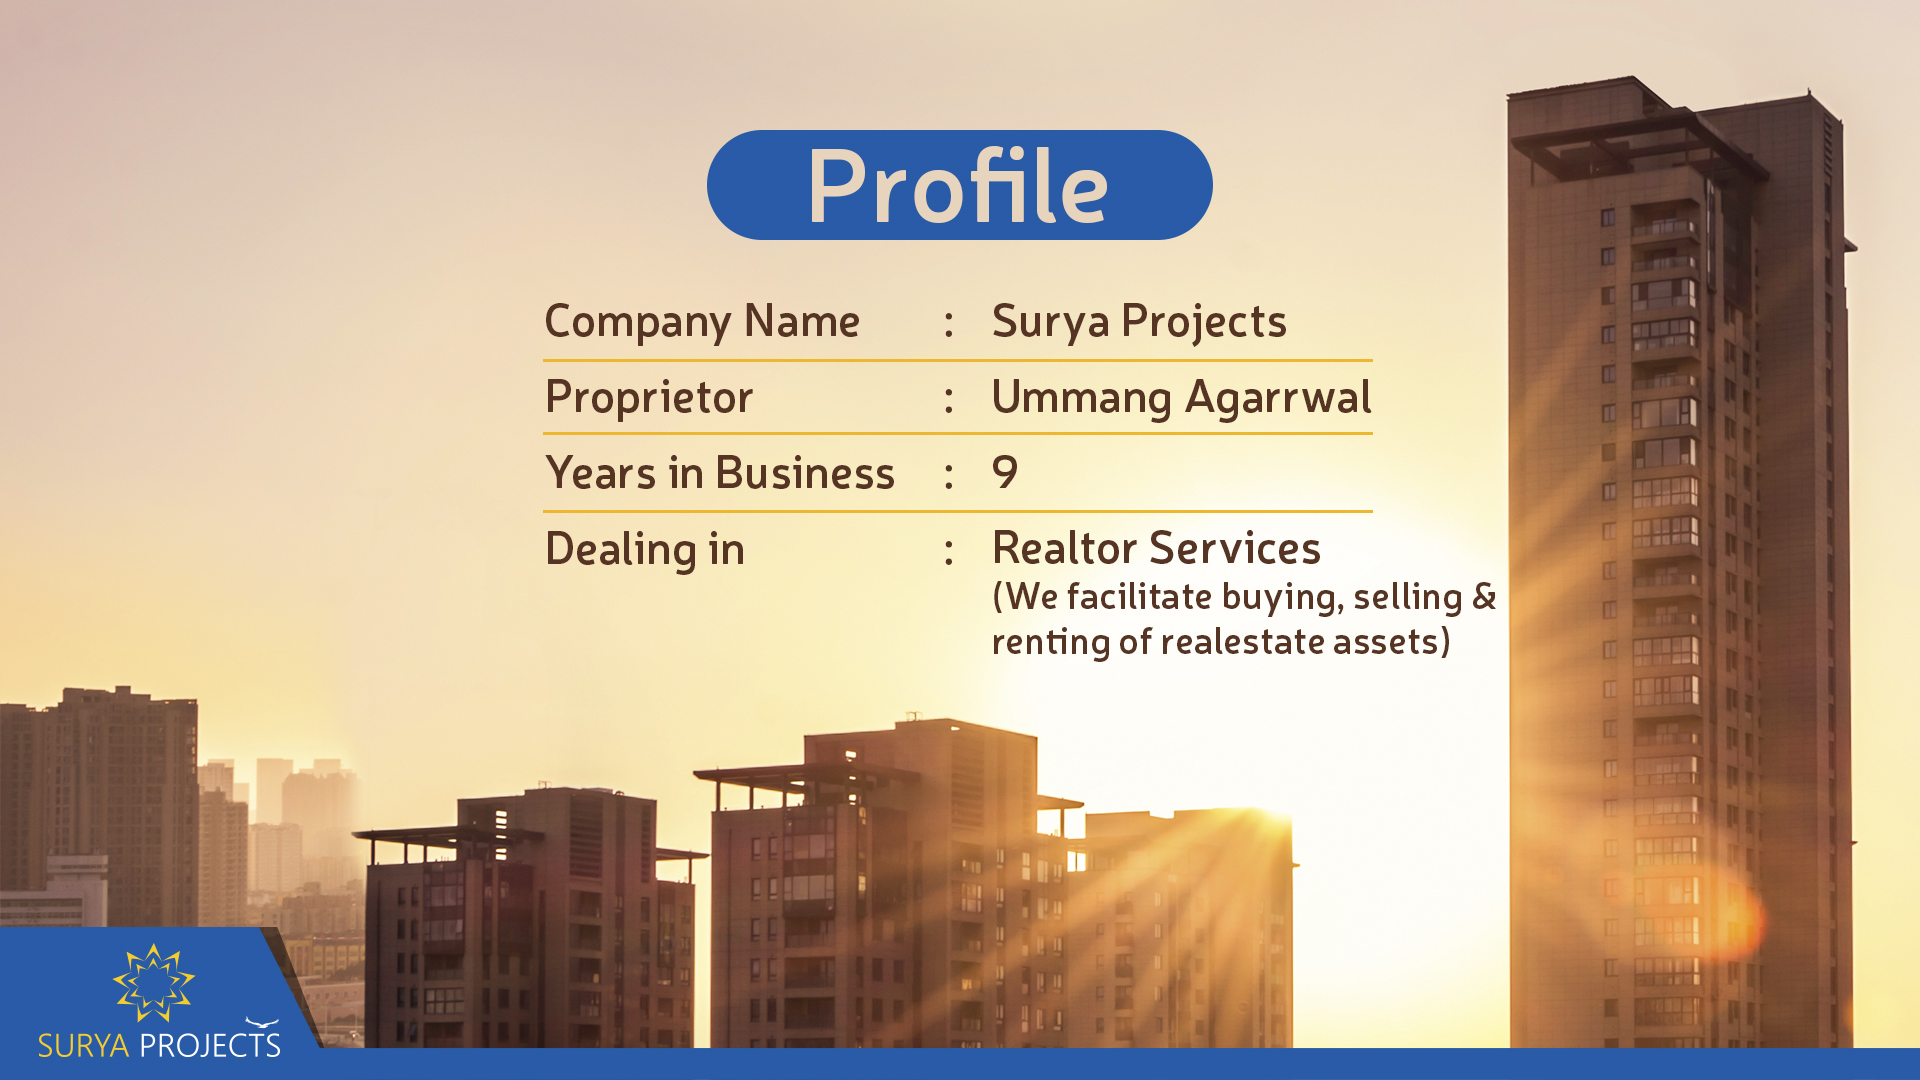 Profile
Company Name : Surya Projects
Proprietor : Ummang Agarrwal
Years in Business : 9
Dealing in : Realtor Services
(We facilitate buying, selling &
renting of realestate assets)
SURYA PROJECTS